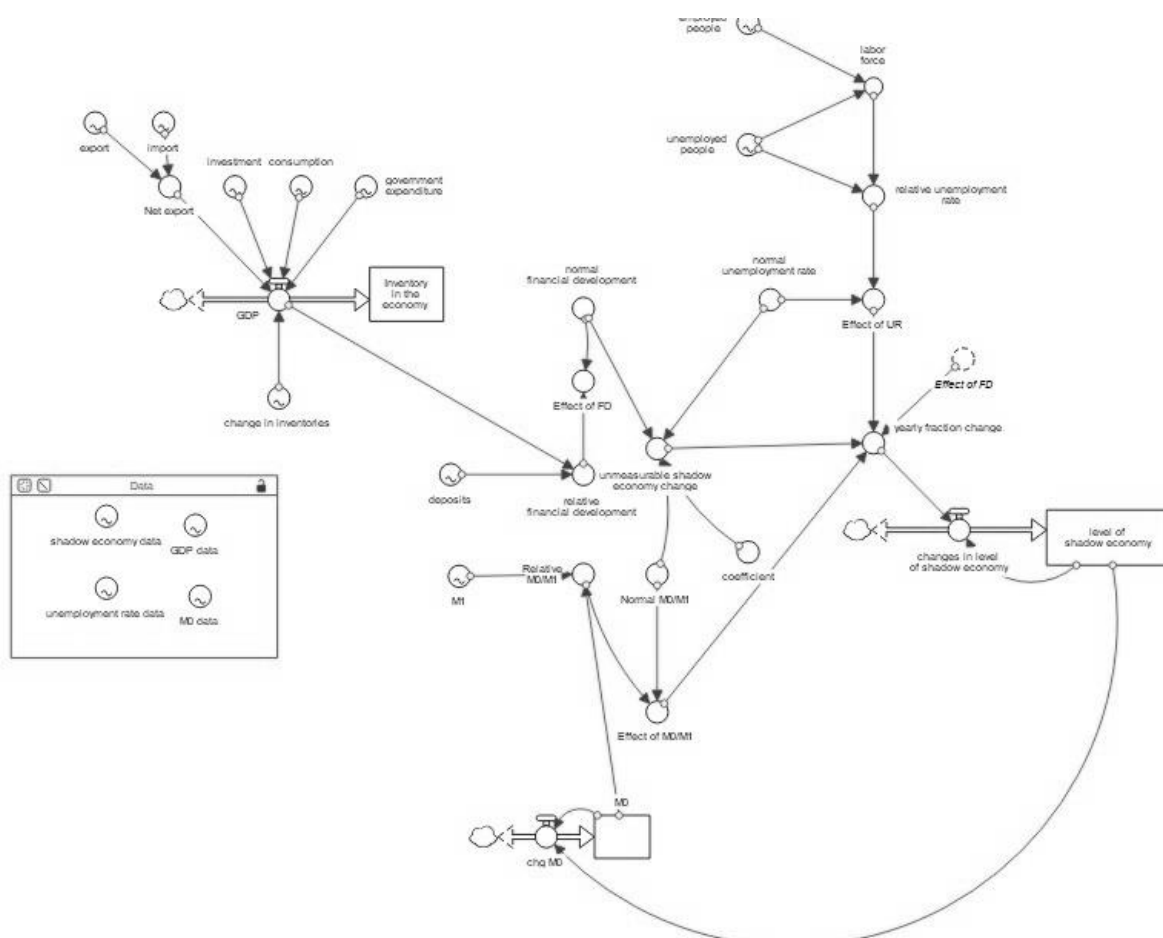 people
labor
force
export
import
unemployed
people
investment
consumption
government
expenditure
relative unemployment
rate
Net export
normal
financial development
normal
unemployment rate
Inventory
in the
economy
GDP
Effect of UR
Effect of FD
Effect of FD
change in inventories
yearly fraction change
deposits
unmeasurable shadow
economy change
relative
financial development
Data
shadow economy data
GDP data
unemployment rate data
M0 data
level of
shadow economy
changes in level
of shadow economy
M1
Relative
M0/M1
Normal M0/M1
coefficient
Effect of M0/M1
M0
chg M0